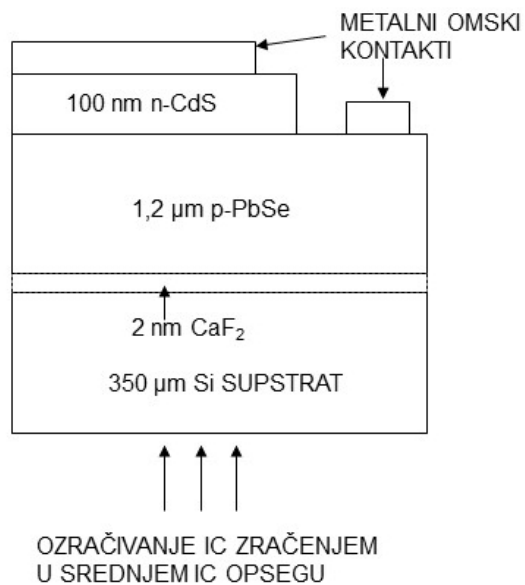 METALNI OMSKI
KONTAKTI
100 nm n-CdS
1,2 μm p-PbSe
2 nm CaF₂
350 μm Si SUPSTRAT
OZRAČIVANJE IC ZRAČENJEM
U SREDNJEM IC OPSEGU